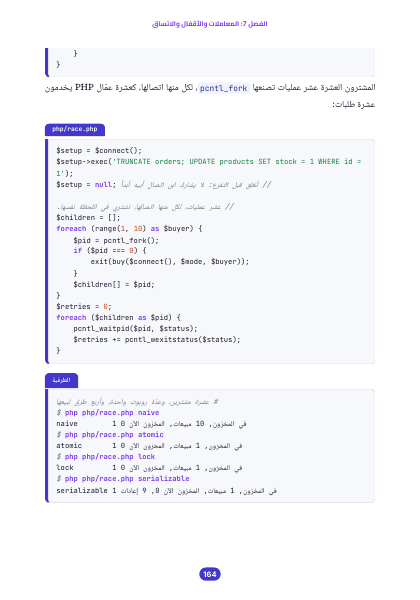 الفصل 7: المعاملات والأقفال والاتساق
    }
}
المشترون العشرة عشر عمليات تصنعها pcntl_fork، لكل منها اتصالها، كعشرة عمّال PHP يخدمون
عشرة طلبات:
php/race.php
$setup = $connect();
$setup->exec('TRUNCATE orders; UPDATE products SET stock = 1 WHERE id =
1');
$setup = null; // تُغلق قبل التفرع: لا يشارك ابن اتصال أبيه أبداً
// عشر عمليات، لكل منها اتصالها، تشتري في اللحظة نفسها.
$children = [];
foreach (range(1, 10) as $buyer) {
    $pid = pcntl_fork();
    if ($pid === 0) {
        exit(buy($connect(), $mode, $buyer));
    }
    $children[] = $pid;
}
$retries = 0;
foreach ($children as $pid) {
    pcntl_waitpid($pid, $status);
    $retries += pcntl_wexitstatus($status);
}
الطرفية
# عشرة مشترين، وعدّة روبوت واحدة، وأربع طرق لبيعها
$ php php/race.php naive
naive        1 في المخزون, 10 مبيعات, المخزون الآن 0
$ php php/race.php atomic
atomic       1 في المخزون, 1 مبيعات, المخزون الآن 0
$ php php/race.php lock
lock         1 في المخزون, 1 مبيعات, المخزون الآن 0
$ php php/race.php serializable
serializable 1 في المخزون, 1 مبيعات, المخزون الآن 0, 9 إعادات
164